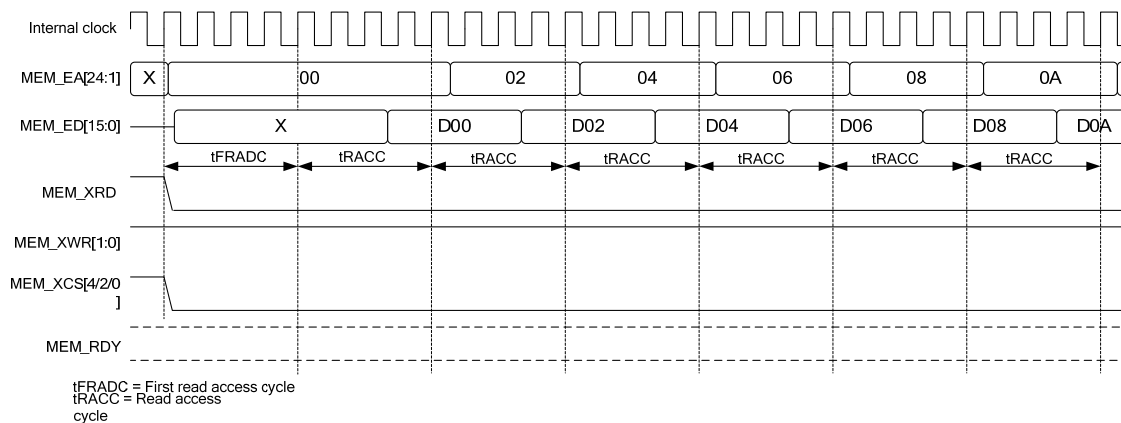 Internal clock
MEM_EA[24:1] X 00 02 04 06 08 0A
MEM_ED[15:0] X D00 D02 D04 D06 D08 D0A
tFRADC tRACC tRACC tRACC tRACC tRACC tRACC
MEM_XRD
MEM_XWR[1:0]
MEM_XCS[4/2/0
]
MEM_RDY
tFRADC = First read access cycle
tRACC = Read access
cycle